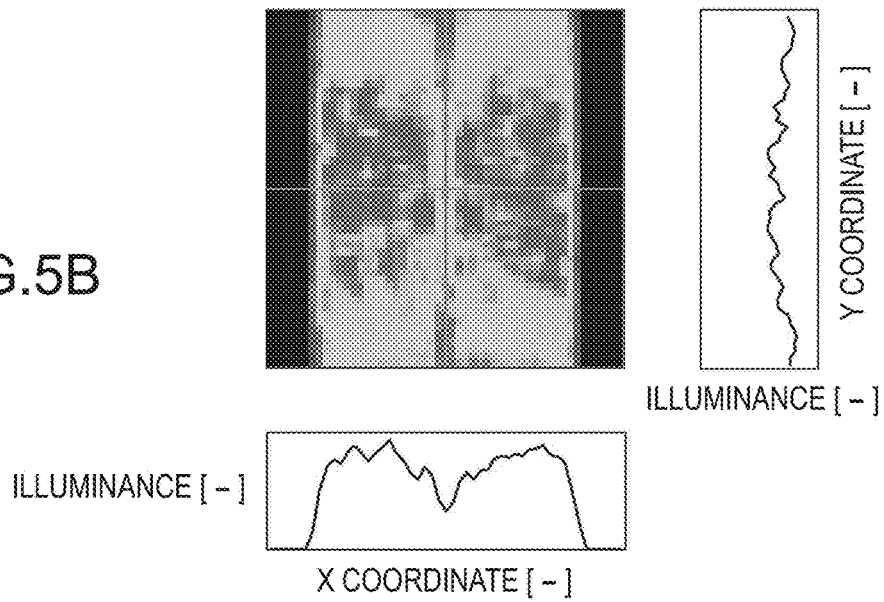 G.5B
Y COORDINATE [ – ]
ILLUMINANCE [ – ]
ILLUMINANCE [ – ]
X COORDINATE [ – ]